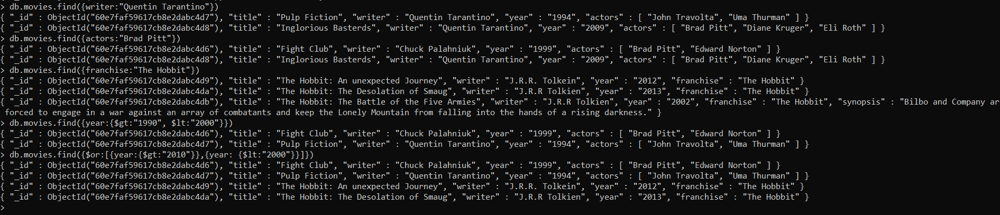 > db.movies.find({writer:"Quentin Tarantino"})
{ "_id" : ObjectId("60e7faf59617cb8e2dabc4d7"), "title" : "Pulp Fiction", "writer" : "Quentin Tarantino", "year" : "1994", "actors" : [ "John Travolta", "Uma Thurman" ] }
{ "_id" : ObjectId("60e7faf59617cb8e2dabc4d8"), "title" : "Inglorious Basterds", "writer" : "Quentin Tarantino", "year" : "2009", "actors" : [ "Brad Pitt", "Diane Kruger", "Eli Roth" ] }
> db.movies.find({actors:"Brad Pitt"})
{ "_id" : ObjectId("60e7faf59617cb8e2dabc4d6"), "title" : "Fight Club", "writer" : "Chuck Palahniuk", "year" : "1999", "actors" : [ "Brad Pitt", "Edward Norton" ] }
{ "_id" : ObjectId("60e7faf59617cb8e2dabc4d8"), "title" : "Inglorious Basterds", "writer" : "Quentin Tarantino", "year" : "2009", "actors" : [ "Brad Pitt", "Diane Kruger", "Eli Roth" ] }
> db.movies.find({franchise:"The Hobbit"})
{ "_id" : ObjectId("60e7faf59617cb8e2dabc4d9"), "title" : "The Hobbit: An unexpected Journey", "writer" : "J.R.R. Tolkein", "year" : "2012", "franchise" : "The Hobbit" }
{ "_id" : ObjectId("60e7faf59617cb8e2dabc4da"), "title" : "The Hobbit: The Desolation of Smaug", "writer" : "J.R.R Tolkien", "year" : "2013", "franchise" : "The Hobbit" }
{ "_id" : ObjectId("60e7faf59617cb8e2dabc4db"), "title" : "The Hobbit: The Battle of the Five Armies", "writer" : "J.R.R Tolkien", "year" : "2002", "franchise" : "The Hobbit", "synopsis" : "Bilbo and Company ar
forced to engage in a war against an array of combatants and keep the Lonely Mountain from falling into the hands of a rising darkness." }
> db.movies.find({year:{$gt:"1990", $lt:"2000"}})
{ "_id" : ObjectId("60e7faf59617cb8e2dabc4d6"), "title" : "Fight Club", "writer" : "Chuck Palahniuk", "year" : "1999", "actors" : [ "Brad Pitt", "Edward Norton" ] }
{ "_id" : ObjectId("60e7faf59617cb8e2dabc4d7"), "title" : "Pulp Fiction", "writer" : "Quentin Tarantino", "year" : "1994", "actors" : [ "John Travolta", "Uma Thurman" ] }
> db.movies.find({$or:[{year:{$gt:"2010"}},{year: {$lt:"2000"}}]})
{ "_id" : ObjectId("60e7faf59617cb8e2dabc4d6"), "title" : "Fight Club", "writer" : "Chuck Palahniuk", "year" : "1999", "actors" : [ "Brad Pitt", "Edward Norton" ] }
{ "_id" : ObjectId("60e7faf59617cb8e2dabc4d7"), "title" : "Pulp Fiction", "writer" : "Quentin Tarantino", "year" : "1994", "actors" : [ "John Travolta", "Uma Thurman" ] }
{ "_id" : ObjectId("60e7faf59617cb8e2dabc4d9"), "title" : "The Hobbit: An unexpected Journey", "writer" : "J.R.R. Tolkein", "year" : "2012", "franchise" : "The Hobbit" }
{ "_id" : ObjectId("60e7faf59617cb8e2dabc4da"), "title" : "The Hobbit: The Desolation of Smaug", "writer" : "J.R.R Tolkien", "year" : "2013", "franchise" : "The Hobbit" }
>